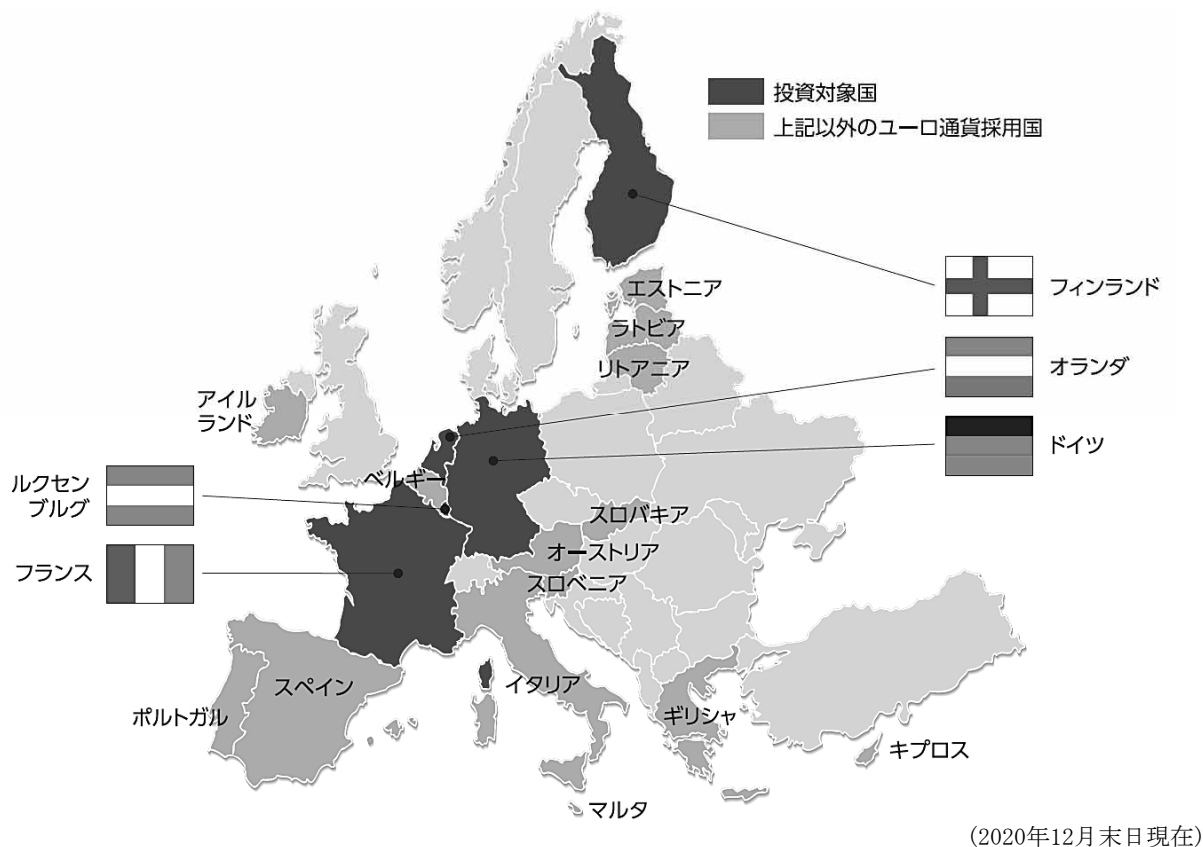 投資対象国
上記以外のユーロ通貨採用国
フィンランド
エストニア
ラトビア
リトアニア
オランダ
アイル
ランド
ドイツ
ベルギー
ルクセン
ブルグ
スロバキア
オーストリア
フランス
スロベニア
スペイン
イタリア
ポルトガル
ギリシャ
キプロス
マルタ
(2020年12月末日現在)